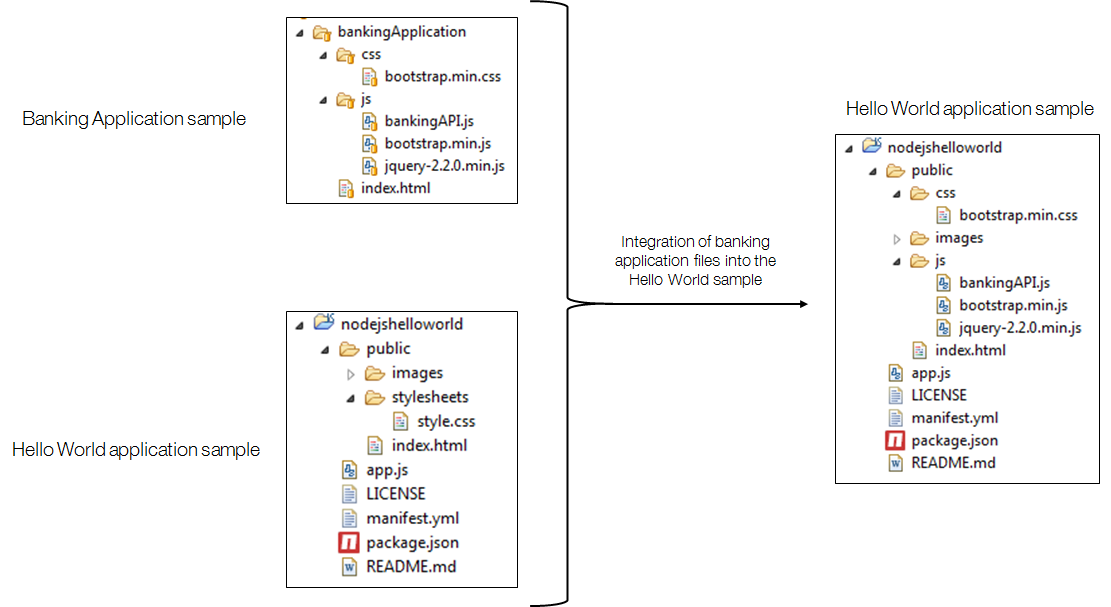 Banking Application sample
bankingApplication
css
bootstrap.min.css
js
bankingAPI.js
bootstrap.min.js
jquery-2.2.0.min.js
index.html
Hello World application sample
nodejshelloworld
public
images
stylesheets
style.css
index.html
app.js
LICENSE
manifest.yml
package.json
README.md
Integration of banking
application files into the
Hello World sample
Hello World application sample
nodejshelloworld
public
css
bootstrap.min.css
images
js
bankingAPI.js
bootstrap.min.js
jquery-2.2.0.min.js
index.html
app.js
LICENSE
manifest.yml
package.json
README.md